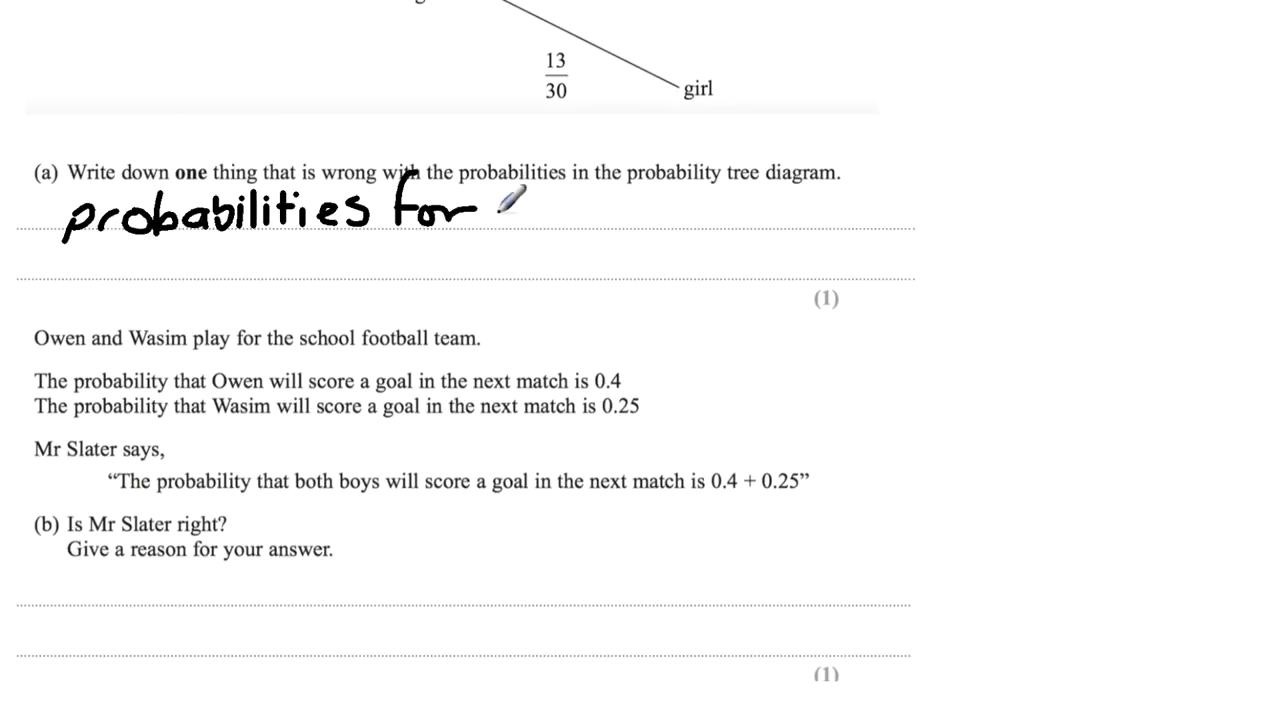 13
30
girl
(a) Write down one thing that is wrong with the probabilities in the probability tree diagram.
probabilities for
(1)
Owen and Wasim play for the school football team.
The probability that Owen will score a goal in the next match is 0.4
The probability that Wasim will score a goal in the next match is 0.25
Mr Slater says,
“The probability that both boys will score a goal in the next match is 0.4 + 0.25”
(b) Is Mr Slater right?
Give a reason for your answer.
(1)